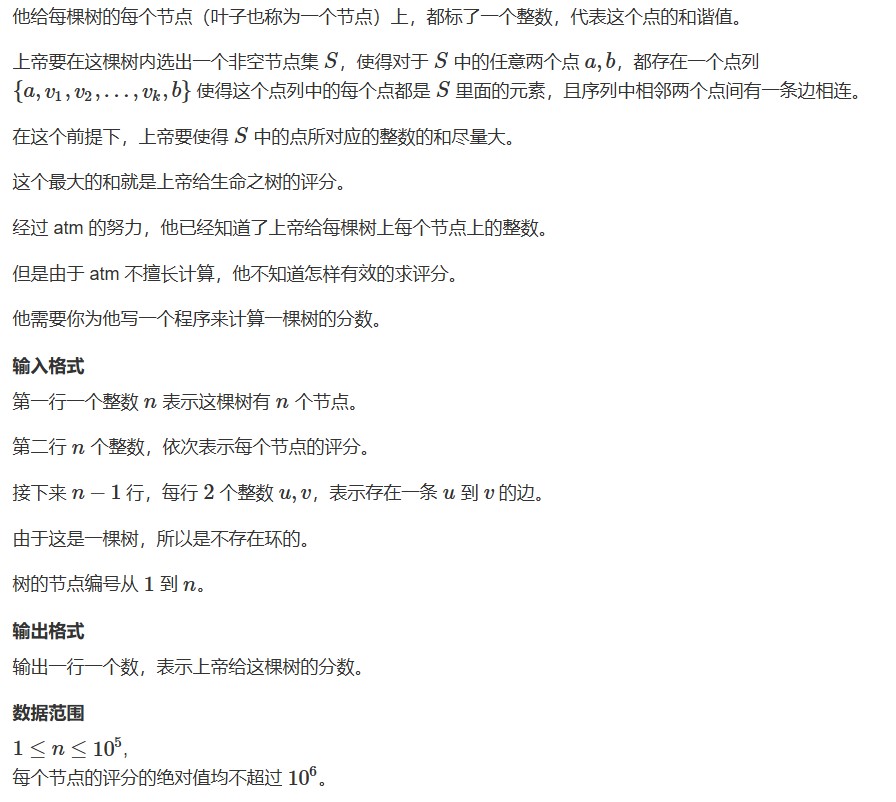 他给每棵树的每个节点（叶子也称为一个节点）上，都标了一个整数，代表这个点的和谐值。
上帝要在这棵树内选出一个非空节点集 S，使得对于 S 中的任意两个点 a, b，都存在一个点列
{a, v₁, v₂, . . . , vₖ, b} 使得这个点列中的每个点都是 S 里面的元素，且序列中相邻两个点间有一条边相连。
在这个前提下，上帝要使得 S 中的点所对应的整数的和尽量大。
这个最大的和就是上帝给生命之树的评分。
经过 atm 的努力，他已经知道了上帝给每棵树上每个节点上的整数。
但是由于 atm 不擅长计算，他不知道怎样有效的求评分。
他需要你为他写一个程序来计算一棵树的分数。
输入格式
第一行一个整数 n 表示这棵树有 n 个节点。
第二行 n 个整数，依次表示每个节点的评分。
接下来 n − 1 行，每行 2 个整数 u, v，表示存在一条 u 到 v 的边。
由于这是一棵树，所以是不存在环的。
树的节点编号从 1 到 n。
输出格式
输出一行一个数，表示上帝给这棵树的分数。
数据范围
1 ≤ n ≤ 10⁵,
每个节点的评分的绝对值均不超过 10⁶。